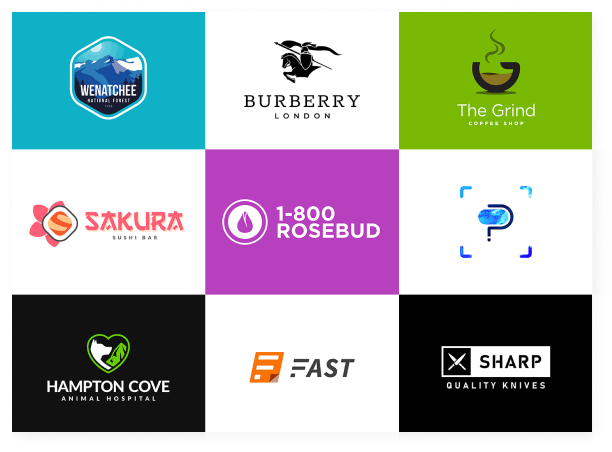 WENATCHEE
NATIONAL FOREST
BURBERRY
LONDON
The Grind
COFFEE SHOP
SAKURA
SUSHI BAR
1-800
ROSEBUD
P
HAMPTON COVE
ANIMAL HOSPITAL
FAST
SHARP
QUALITY KNIVES